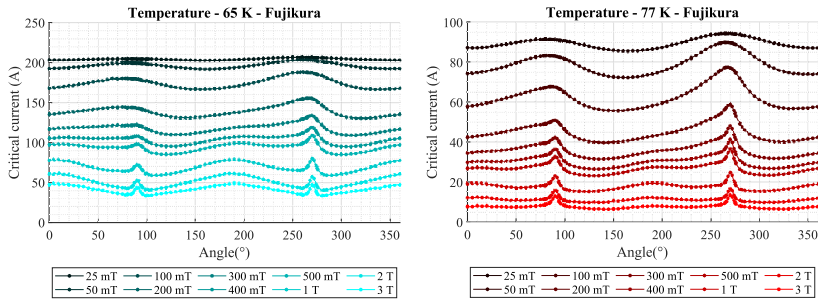 Temperature - 65 K - Fujikura
250
200
150
100
50
0
Critical current (A)
0 50 100 150 200 250 300 350
Angle(°)
25 mT 100 mT 300 mT 500 mT 2 T
50 mT 200 mT 400 mT 1 T 3 T
Temperature - 77 K - Fujikura
100
80
60
40
20
0
Critical current (A)
0 50 100 150 200 250 300 350
Angle(°)
25 mT 100 mT 300 mT 500 mT 2 T
50 mT 200 mT 400 mT 1 T 3 T